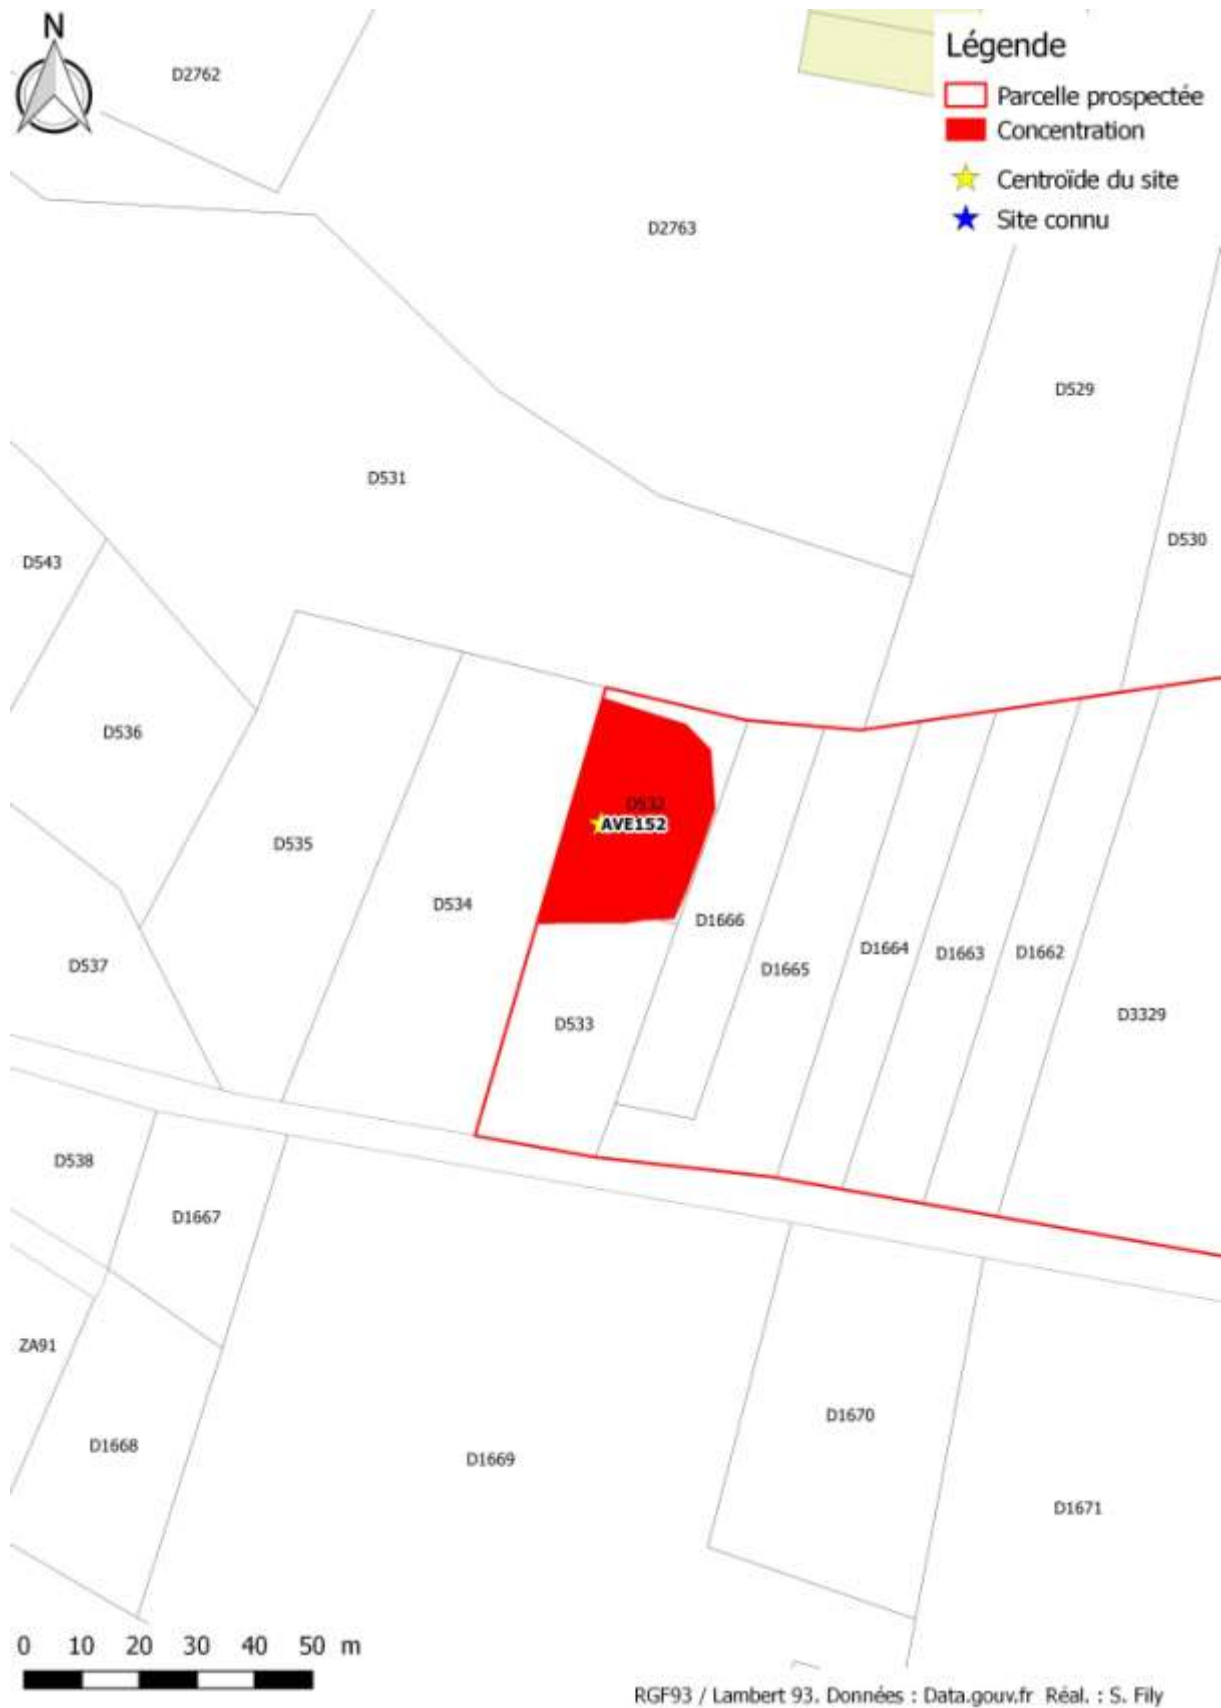 N
Légende
Parcelle prospectée
Concentration
Centroïde du site
Site connu
D2762
D2763
D529
D531
D530
D543
D536
D532
AVE152
D535
D534
D1666
D1664
D1663
D1662
D1665
D537
D3329
D533
D538
D1667
ZA91
D1670
D1668
D1669
D1671
0 10 20 30 40 50 m
RGF93 / Lambert 93. Données : Data.gouv.fr Réal. : S. Fily